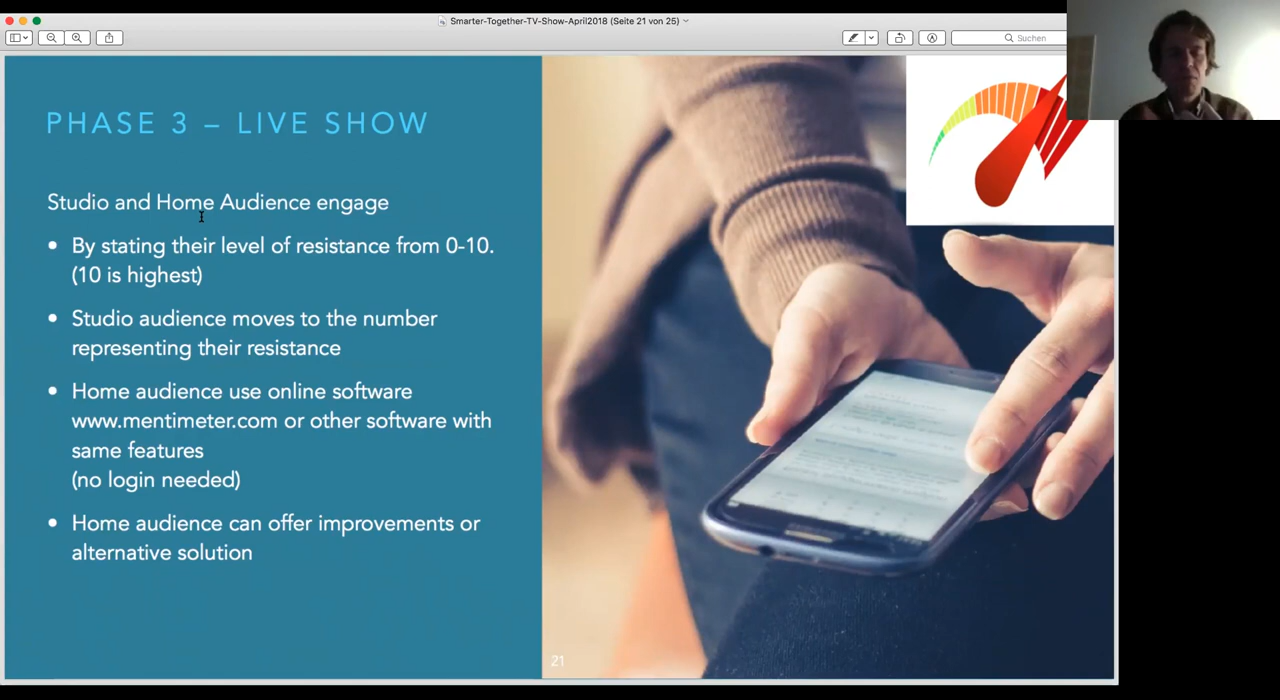 Smarter-Together-TV-Show-April2018 (Seite 21 von 25)
Suchen
PHASE 3 – LIVE SHOW
Studio and Home Audience engage
• By stating their level of resistance from 0-10.
(10 is highest)
• Studio audience moves to the number
representing their resistance
• Home audience use online software
www.mentimeter.com or other software with
same features
(no login needed)
• Home audience can offer improvements or
alternative solution
21